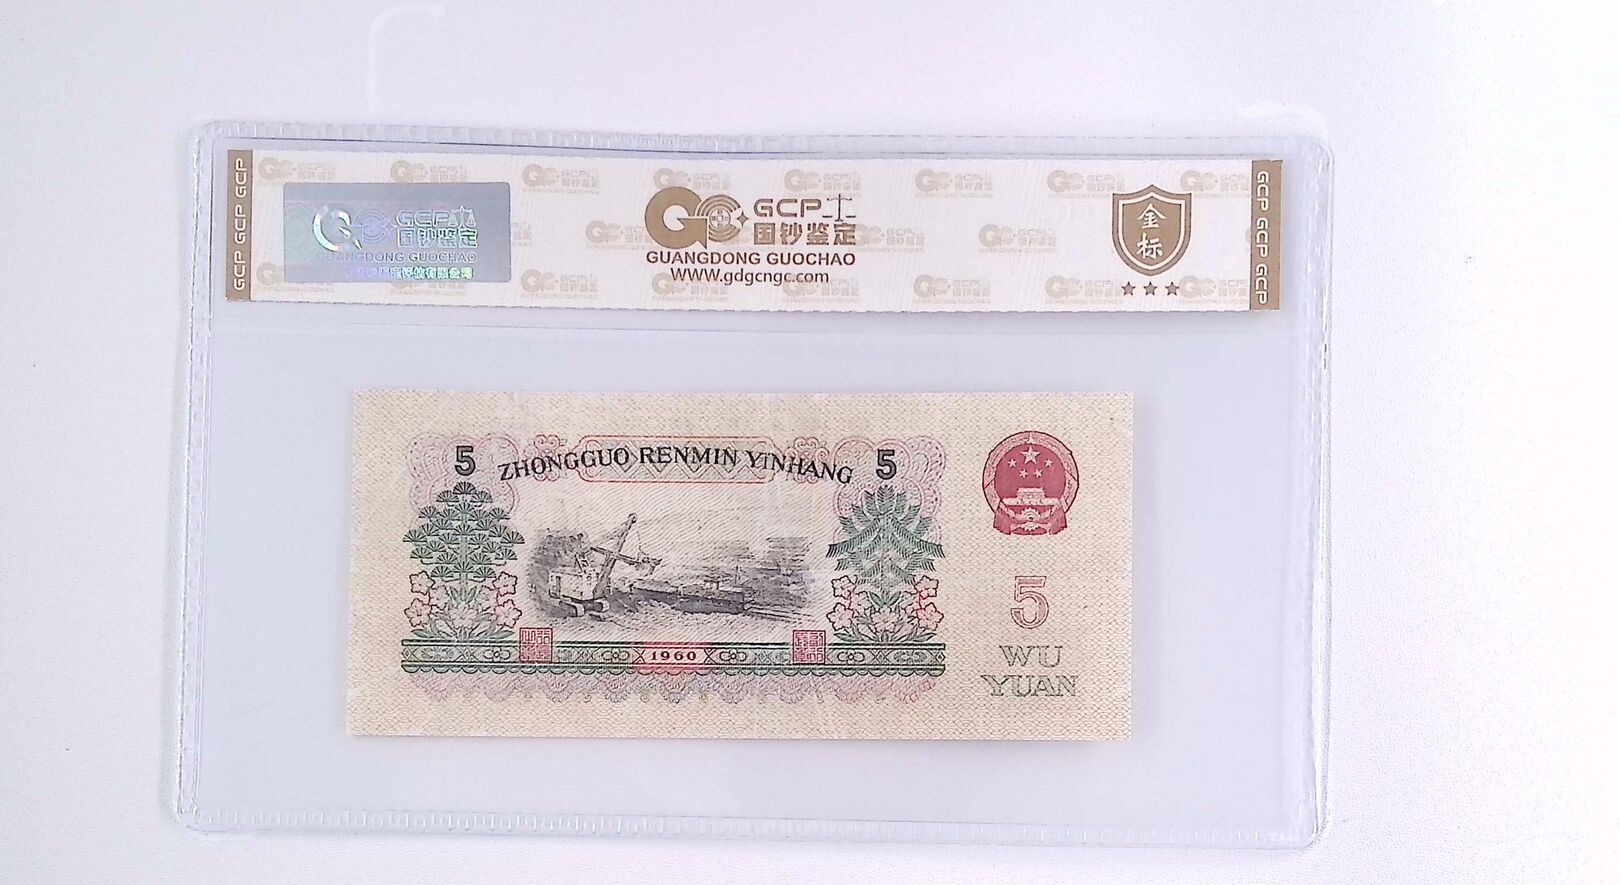 GCP GCP GCP
GCP
国钞鉴定
GUANGDONG GUOCHAO
GCP
国钞鉴定
GUANGDONG GUOCHAO
WWW.gdgcngc.com
金标
GCP GCP GCP
5 ZHONGGUO RENMIN YINHANG 5
1960
5
WU
YUAN